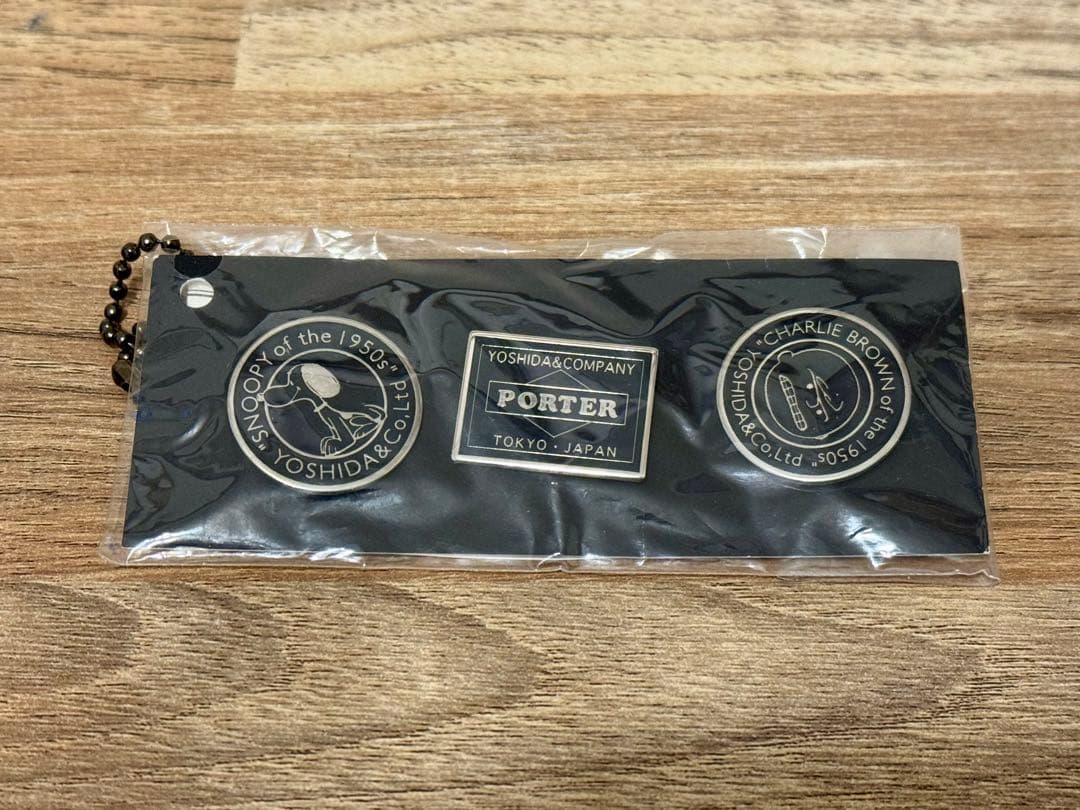 "SNOOPY of the 1950s" YOSHIDA&Co,Ltd
YOSHIDA&COMPANY
PORTER
TOKYO・JAPAN
"CHARLIE BROWN of the 1950s" YOSHIDA&Co,Ltd